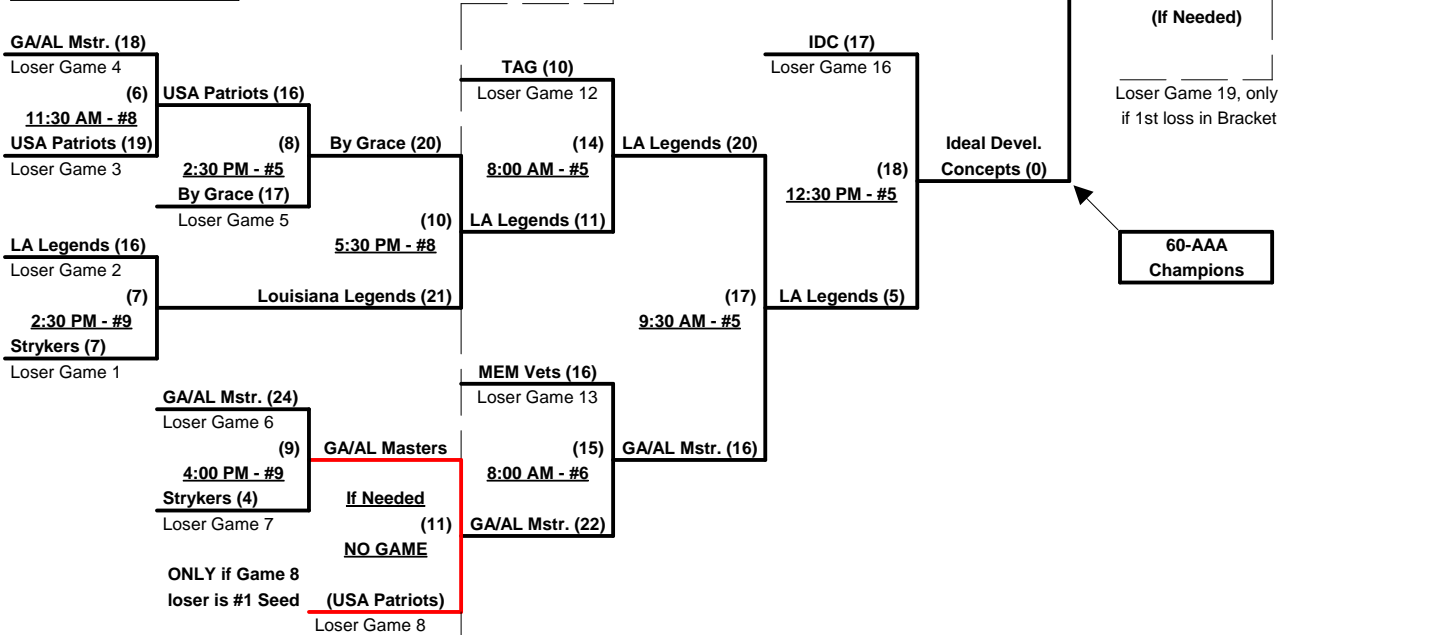 (If Needed)
GA/AL Mstr. (18)
IDC (17)
Loser Game 4
TAG (10)
Loser Game 16
(6)
USA Patriots (16)
Loser Game 12
Loser Game 19, only
11:30 AM - #8
if 1st loss in Bracket
USA Patriots (19)
(8)
By Grace (20)
(14)
LA Legends (20)
Ideal Devel.
Loser Game 3
2:30 PM - #5
8:00 AM - #5
(18)
Concepts (0)
By Grace (17)
12:30 PM - #5
Loser Game 5
(10)
LA Legends (11)
LA Legends (16)
5:30 PM - #8
60-AAA
Loser Game 2
Champions
(7)
Louisiana Legends (21)
(17)
LA Legends (5)
2:30 PM - #9
9:30 AM - #5
Strykers (7)
Loser Game 1
MEM Vets (16)
GA/AL Mstr. (24)
Loser Game 13
Loser Game 6
(9)
GA/AL Masters
(15)
GA/AL Mstr. (16)
4:00 PM - #9
8:00 AM - #6
Strykers (4)
If Needed
Loser Game 7
(11)
GA/AL Mstr. (22)
NO GAME
ONLY if Game 8
loser is #1 Seed
(USA Patriots)
Loser Game 8